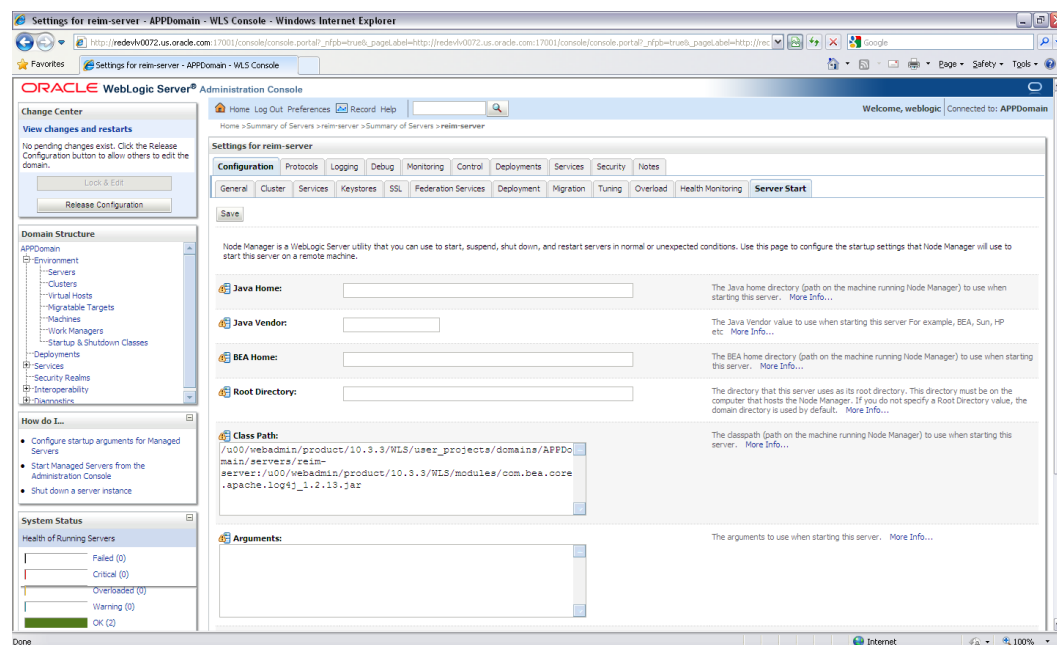 Settings for reim-server - APPDomain - WLS Console - Windows Internet Explorer
http://redevlv0072.us.oracle.com:17001/console/console.portal?_nfpb=true&_pageLabel=http://redevlv0072.us.oracle.com:17001/console/console.portal?_nfpb=true&_pageLabel=http://rec
Google
Favorites
Settings for reim-server - APPDomain - WLS Console
Page
Safety
Tools
ORACLE WebLogic Server® Administration Console
Change Center
View changes and restarts
No pending changes exist. Click the Release
Configuration button to allow others to edit the
domain.
Lock & Edit
Release Configuration
Domain Structure
APPDomain
Environment
Servers
Clusters
Virtual Hosts
Migratable Targets
Machines
Work Managers
Startup & Shutdown Classes
Deployments
Services
Security Realms
Interoperability
Diagnostics
How do I...
Configure startup arguments for Managed
Servers
Start Managed Servers from the
Administration Console
Shut down a server instance
System Status
Health of Running Servers
Failed (0)
Critical (0)
Overloaded (0)
Warning (0)
OK (2)
Home Log Out Preferences Record Help
Welcome, weblogic Connected to: APPDomain
Home >Summary of Servers >reim-server >Summary of Servers >reim-server
Settings for reim-server
Configuration Protocols Logging Debug Monitoring Control Deployments Services Security Notes
General Cluster Services Keystores SSL Federation Services Deployment Migration Tuning Overload Health Monitoring Server Start
Save
Node Manager is a WebLogic Server utility that you can use to start, suspend, shut down, and restart servers in normal or unexpected conditions. Use this page to configure the startup settings that Node Manager will use to
start this server on a remote machine.
Java Home:
The Java home directory (path on the machine running Node Manager) to use when
starting this server. More Info...
Java Vendor:
The Java Vendor value to use when starting this server For example, BEA, Sun, HP
etc More Info...
BEA Home:
The BEA home directory (path on the machine running Node Manager) to use when starting
this server. More Info...
Root Directory:
The directory that this server uses as its root directory. This directory must be on the
computer that hosts the Node Manager. If you do not specify a Root Directory value, the
domain directory is used by default. More Info...
Class Path:
/u00/webadmin/product/10.3.3/WLS/user_projects/domains/APPDo
main/servers/reim-
server:/u00/webadmin/product/10.3.3/WLS/modules/com.bea.core
.apache.log4j_1.2.13.jar
The classpath (path on the machine running Node Manager) to use when starting this
server. More Info...
Arguments:
The arguments to use when starting this server. More Info...
Done
Internet
100%